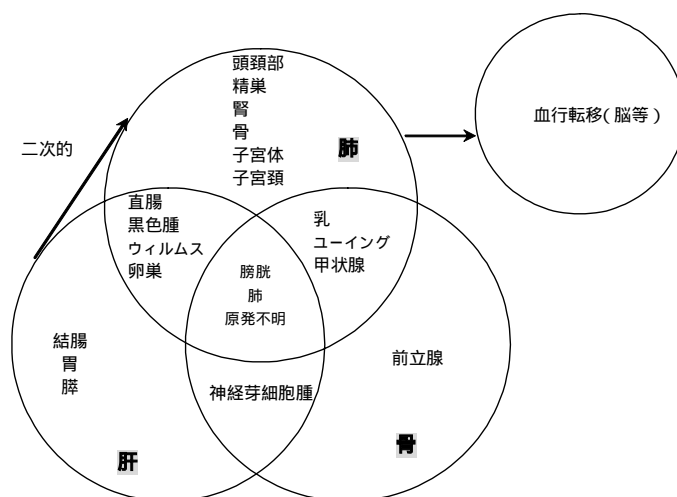 頭頚部
精巣
腎
骨
子宮体
子宮頚
肺
血行転移(脳等)
二次的
直腸
黒色腫
ウィルムス
卵巣
乳
ユーイング
甲状腺
膀胱
肺
原発不明
結腸
胃
膵
前立腺
神経芽細胞腫
肝
骨